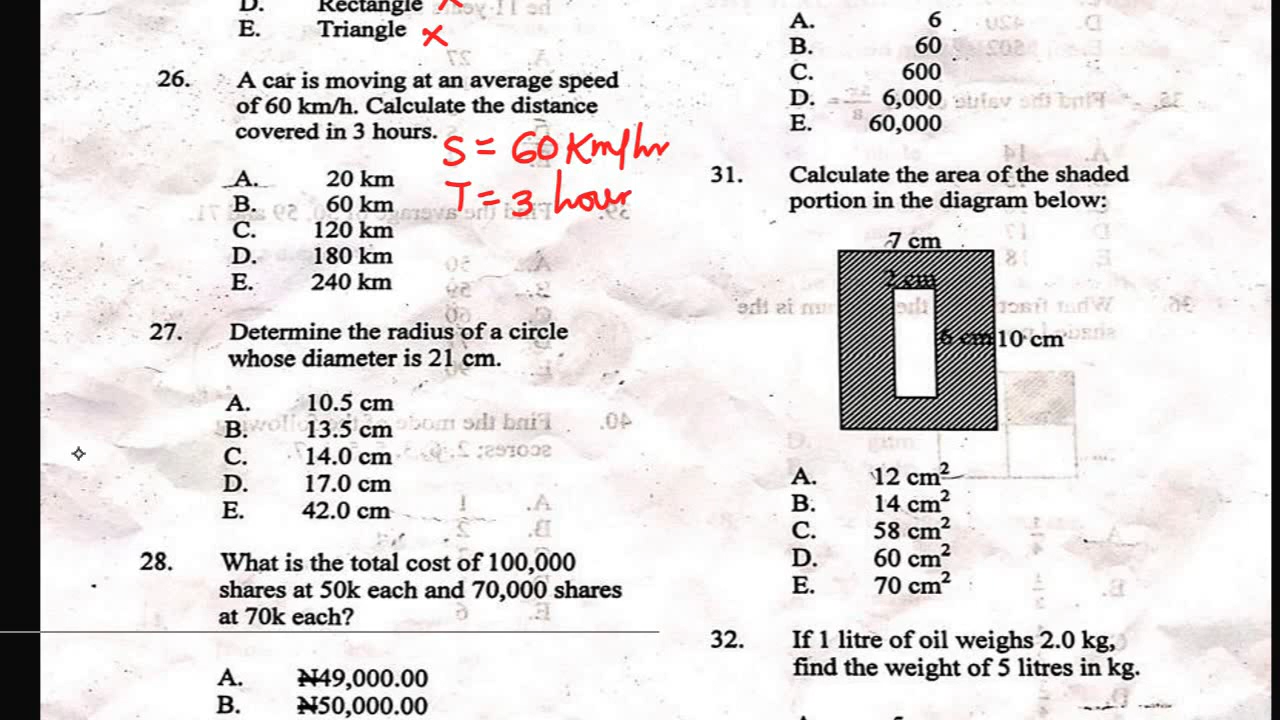 D. Rectangle ×
E. Triangle ×
26. A car is moving at an average speed
of 60 km/h. Calculate the distance
covered in 3 hours.
S = 60 Km/hr
T = 3 hour
A. 20 km
B. 60 km
C. 120 km
D. 180 km
E. 240 km
27. Determine the radius of a circle
whose diameter is 21 cm.
A. 10.5 cm
B. 13.5 cm
C. 14.0 cm
D. 17.0 cm
E. 42.0 cm
28. What is the total cost of 100,000
shares at 50k each and 70,000 shares
at 70k each?
A. ₦49,000.00
B. ₦50,000.00
A. 6
B. 60
C. 600
D. 6,000
E. 60,000
31. Calculate the area of the shaded
portion in the diagram below:
7 cm
2 cm
6 cm 10 cm
A. 12 cm²
B. 14 cm²
C. 58 cm²
D. 60 cm²
E. 70 cm²
32. If 1 litre of oil weighs 2.0 kg,
find the weight of 5 litres in kg.